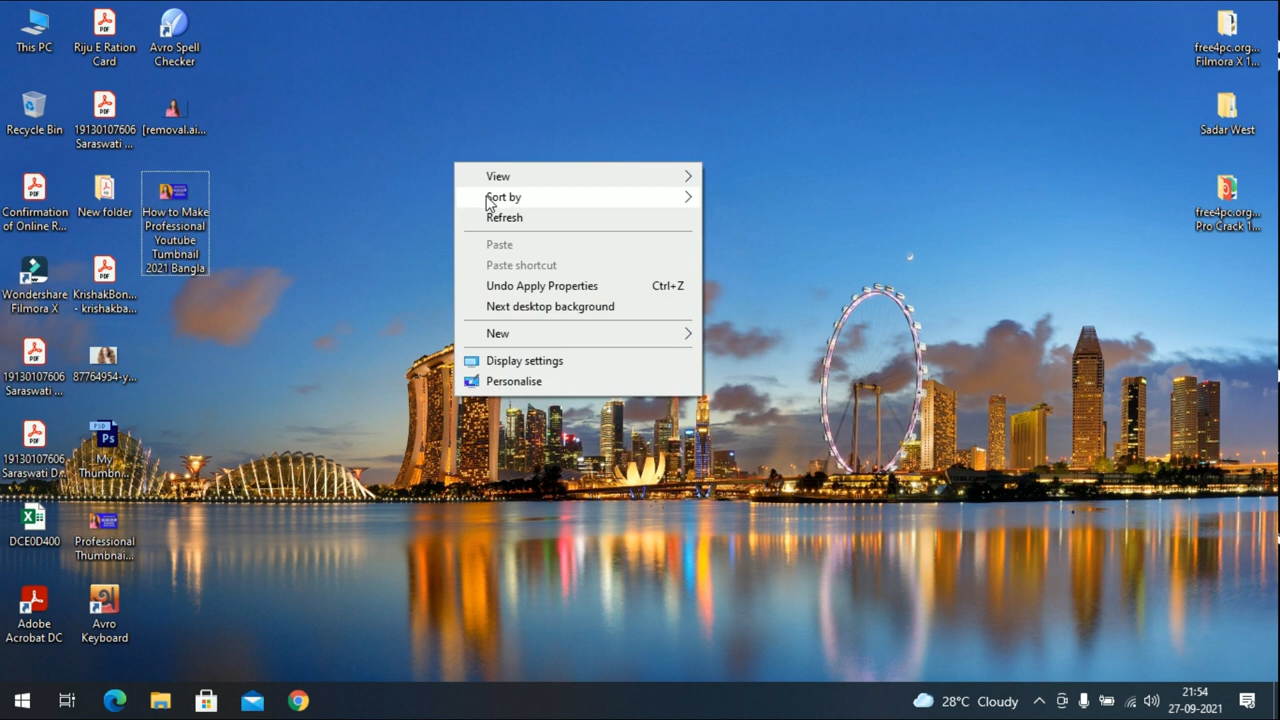 This PC
Riju E Ration
Card
Avro Spell
Checker
Recycle Bin
19130107606
Saraswati ...
[removal.ai...
Confirmation
of Online R...
New folder
How to Make
Professional
Youtube
Tumbnail
2021 Bangla
Wondershare
Filmora X
KrishakBon...
- krishakba...
19130107606
Saraswati ...
87764954-y...
19130107606
Saraswati D...
My
Thumbn...
DCE0D400
Professional
Thumbnai...
Adobe
Acrobat DC
Avro
Keyboard
View
Sort by
Refresh
Paste
Paste shortcut
Undo Apply Properties Ctrl+Z
Next desktop background
New
Display settings
Personalise
free4pc.org...
Filmora X 1...
Sadar West
free4pc.org...
Pro Crack 1...
28°C Cloudy
21:54
27-09-2021